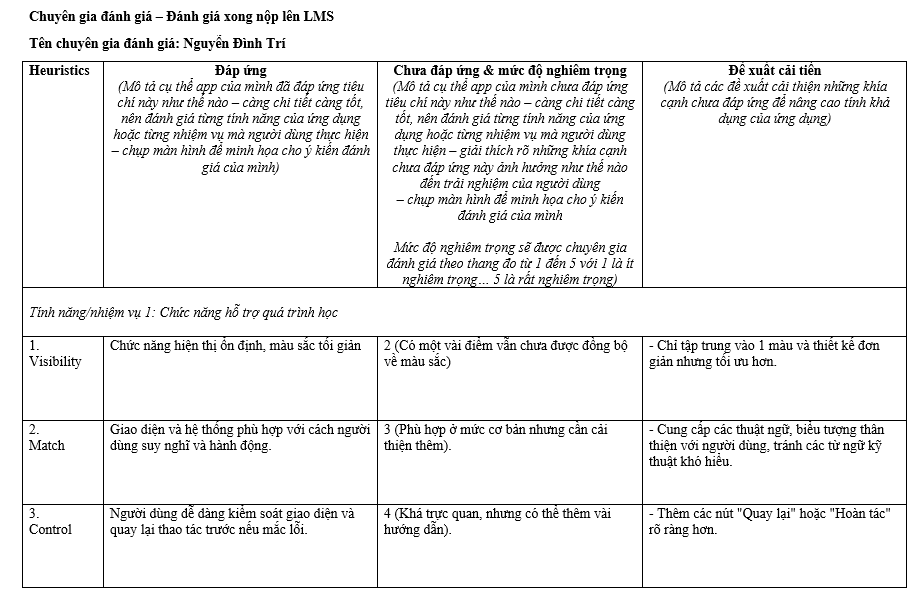 Chuyên gia đánh giá – Đánh giá xong nộp lên LMS
Tên chuyên gia đánh giá: Nguyễn Đình Trí
Heuristics
Đáp ứng
(Mô tả cụ thể app của mình đã đáp ứng tiêu
chí này như thế nào – càng chi tiết càng tốt,
nên đánh giá từng tính năng của ứng dụng
hoặc từng nhiệm vụ mà người dùng thực hiện
– chụp màn hình để minh họa cho ý kiến đánh
giá của mình)
Chưa đáp ứng & mức độ nghiêm trọng
(Mô tả cụ thể app của mình chưa đáp ứng
tiêu chí này như thế nào – càng chi tiết càng
tốt, nên đánh giá từng tính năng của ứng
dụng hoặc từng nhiệm vụ mà người dùng
thực hiện – giải thích rõ những khía cạnh
chưa đáp ứng này ảnh hưởng như thế nào
đến trải nghiệm của người dùng
– chụp màn hình để minh họa cho ý kiến
đánh giá của mình
Mức độ nghiêm trọng sẽ được chuyên gia
đánh giá theo thang đo từ 1 đến 5 với 1 là ít
nghiêm trọng... 5 là rất nghiêm trọng)
Đề xuất cải tiến
(Mô tả các đề xuất cải thiện những khía
cạnh chưa đáp ứng để nâng cao tính khả
dụng của ứng dụng)
Tính năng/nhiệm vụ 1: Chức năng hỗ trợ quá trình học
1.
Visibility
Chức năng hiện thị ổn định, màu sắc tối giản
2 (Có một vài điểm vẫn chưa được đồng bộ
về màu sắc)
- Chỉ tập trung vào 1 màu và thiết kế đơn
giản nhưng tối ưu hơn.
2.
Match
Giao diện và hệ thống phù hợp với cách người
dùng suy nghĩ và hành động.
3 (Phù hợp ở mức cơ bản nhưng cần cải
thiện thêm).
- Cung cấp các thuật ngữ, biểu tượng thân
thiện với người dùng, tránh các từ ngữ kỹ
thuật khó hiểu.
3.
Control
Người dùng dễ dàng kiểm soát giao diện và
quay lại thao tác trước nếu mắc lỗi.
4 (Khá trực quan, nhưng có thể thêm vài
hướng dẫn).
- Thêm các nút "Quay lại" hoặc "Hoàn tác"
rõ ràng hơn.